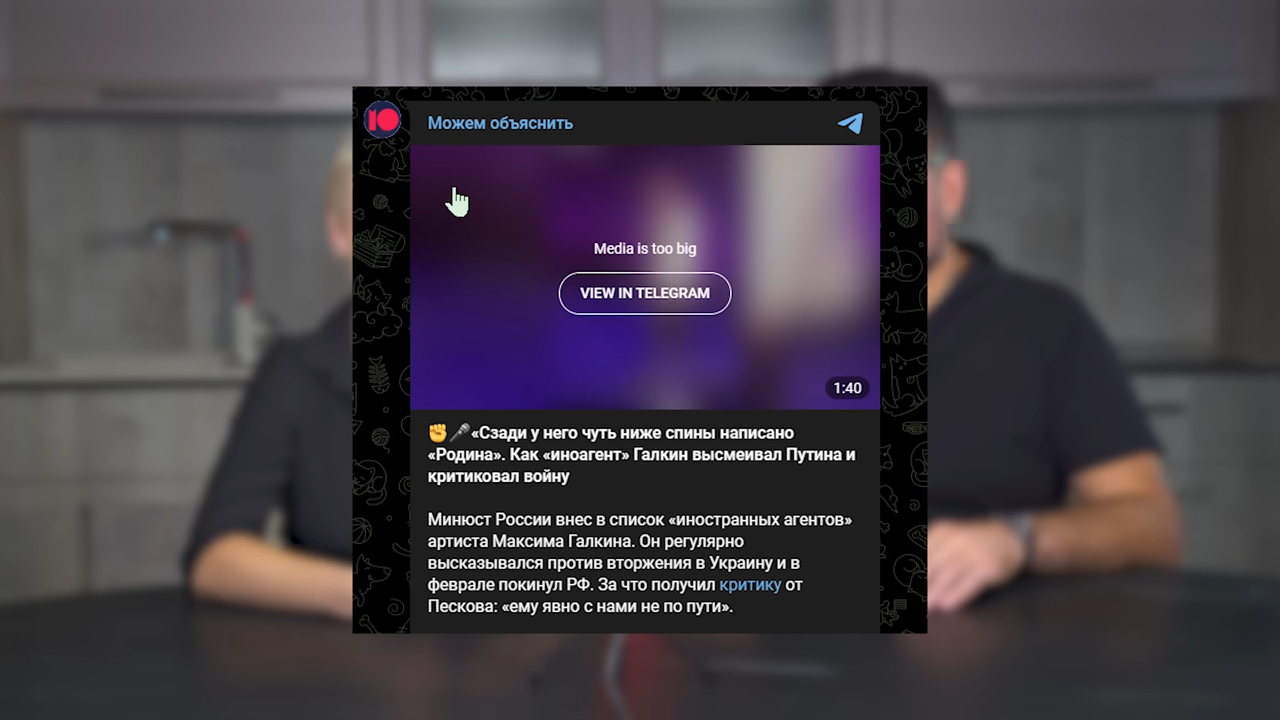 Можем объяснить
Media is too big
VIEW IN TELEGRAM
1:40
✊🎤«Сзади у него чуть ниже спины написано
«Родина». Как «иноагент» Галкин высмеивал Путина и
критиковал войну
Минюст России внес в список «иностранных агентов»
артиста Максима Галкина. Он регулярно
высказывался против вторжения в Украину и в
феврале покинул РФ. За что получил критику от
Пескова: «ему явно с нами не по пути».